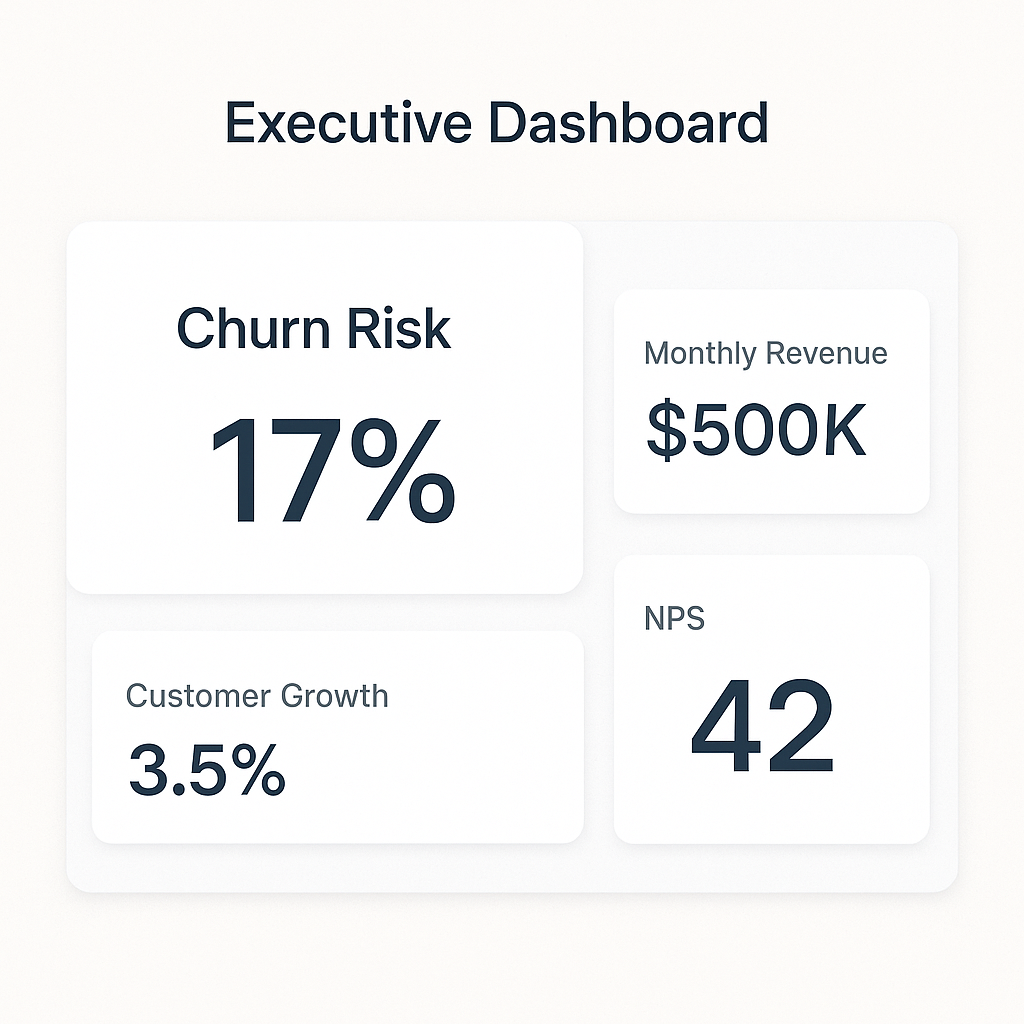 Executive Dashboard
Churn Risk
17%
Monthly Revenue
$500K
Customer Growth
3.5%
NPS
42